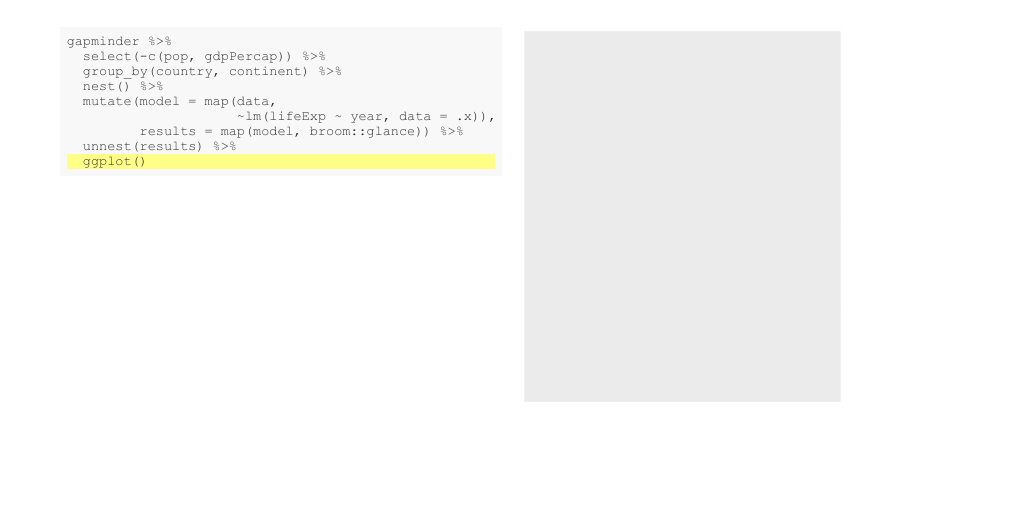 gapminder %>%
  select(-c(pop, gdpPercap)) %>%
  group_by(country, continent) %>%
  nest() %>%
  mutate(model = map(data,
                     ~lm(lifeExp ~ year, data = .x)),
         results = map(model, broom::glance)) %>%
  unnest(results) %>%
  ggplot()